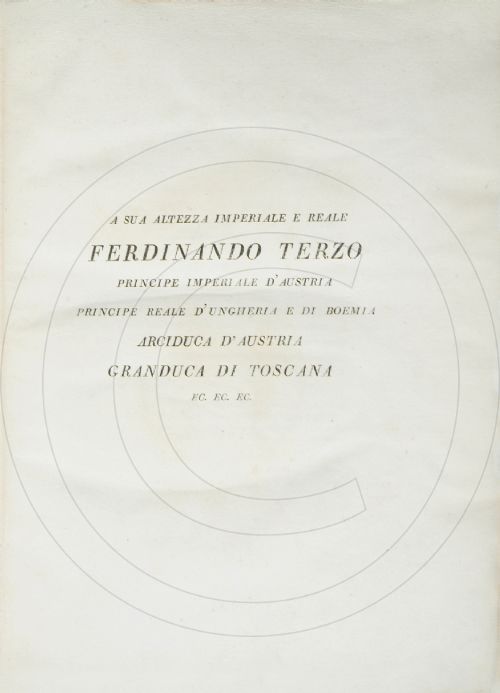 A SUA ALTEZZA IMPERIALE E REALE
FERDINANDO TERZO
PRINCIPE IMPERIALE D'AUSTRIA
PRINCIPE REALE D'UNGHERIA E DI BOEMIA
ARCIDUCA D'AUSTRIA
GRANDUCA DI TOSCANA
EC. EC. EC.